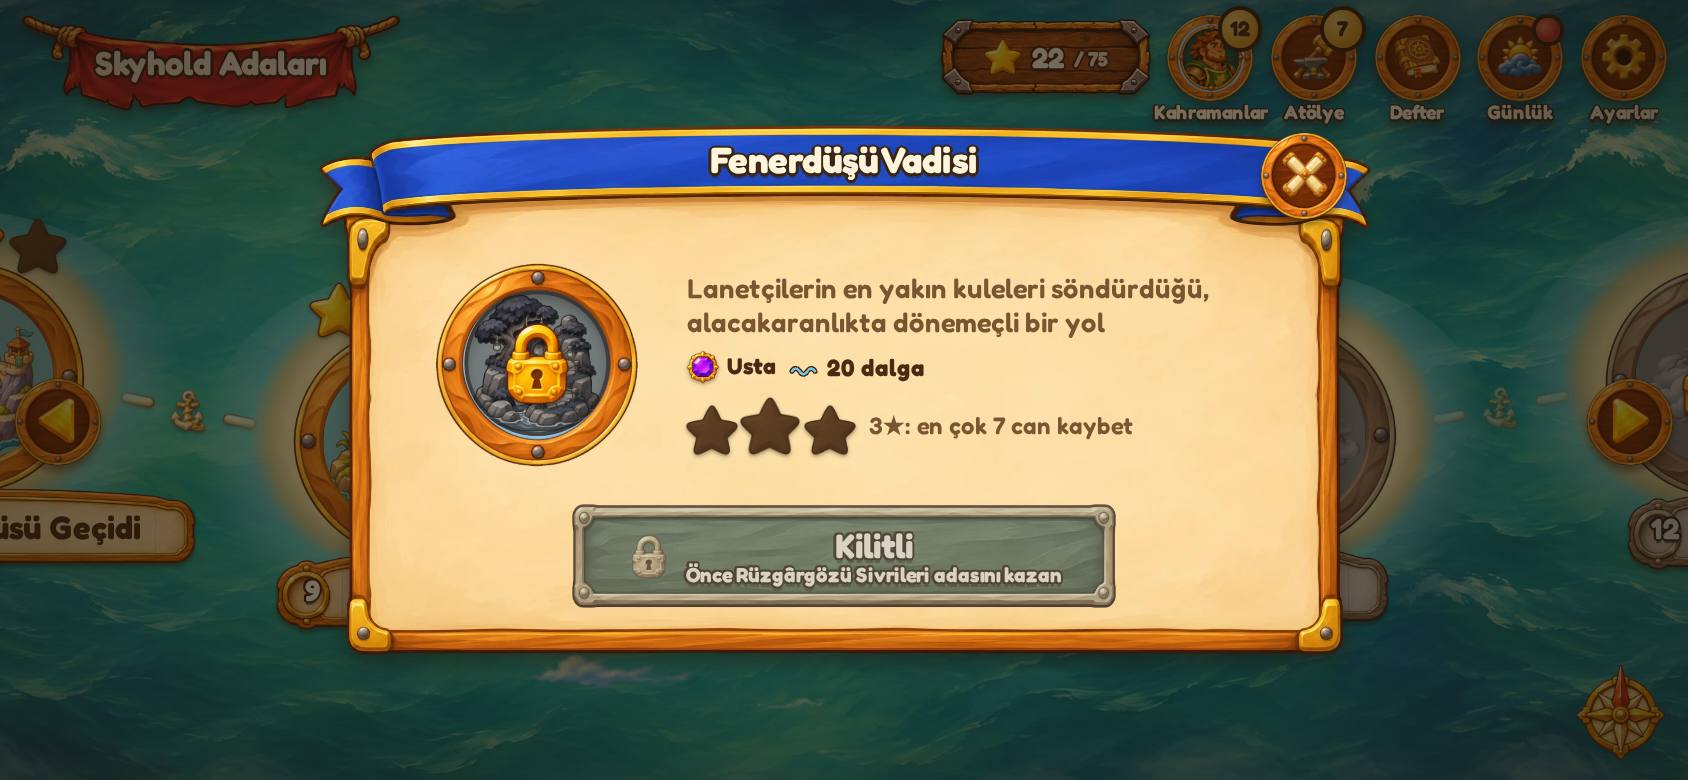 Skyhold Adaları
22 / 75
12
7
Kahramanlar
Atölye
Defter
Günlük
Ayarlar
Fenerdüşü Vadisi
Lanetçilerin en yakın kuleleri söndürdüğü,
alacakaranlıkta dönemeçli bir yol
Usta 20 dalga
3★: en çok 7 can kaybet
Kilitli
Önce Rüzgârgözü Sivrileri adasını kazan
Geçidi
9
12